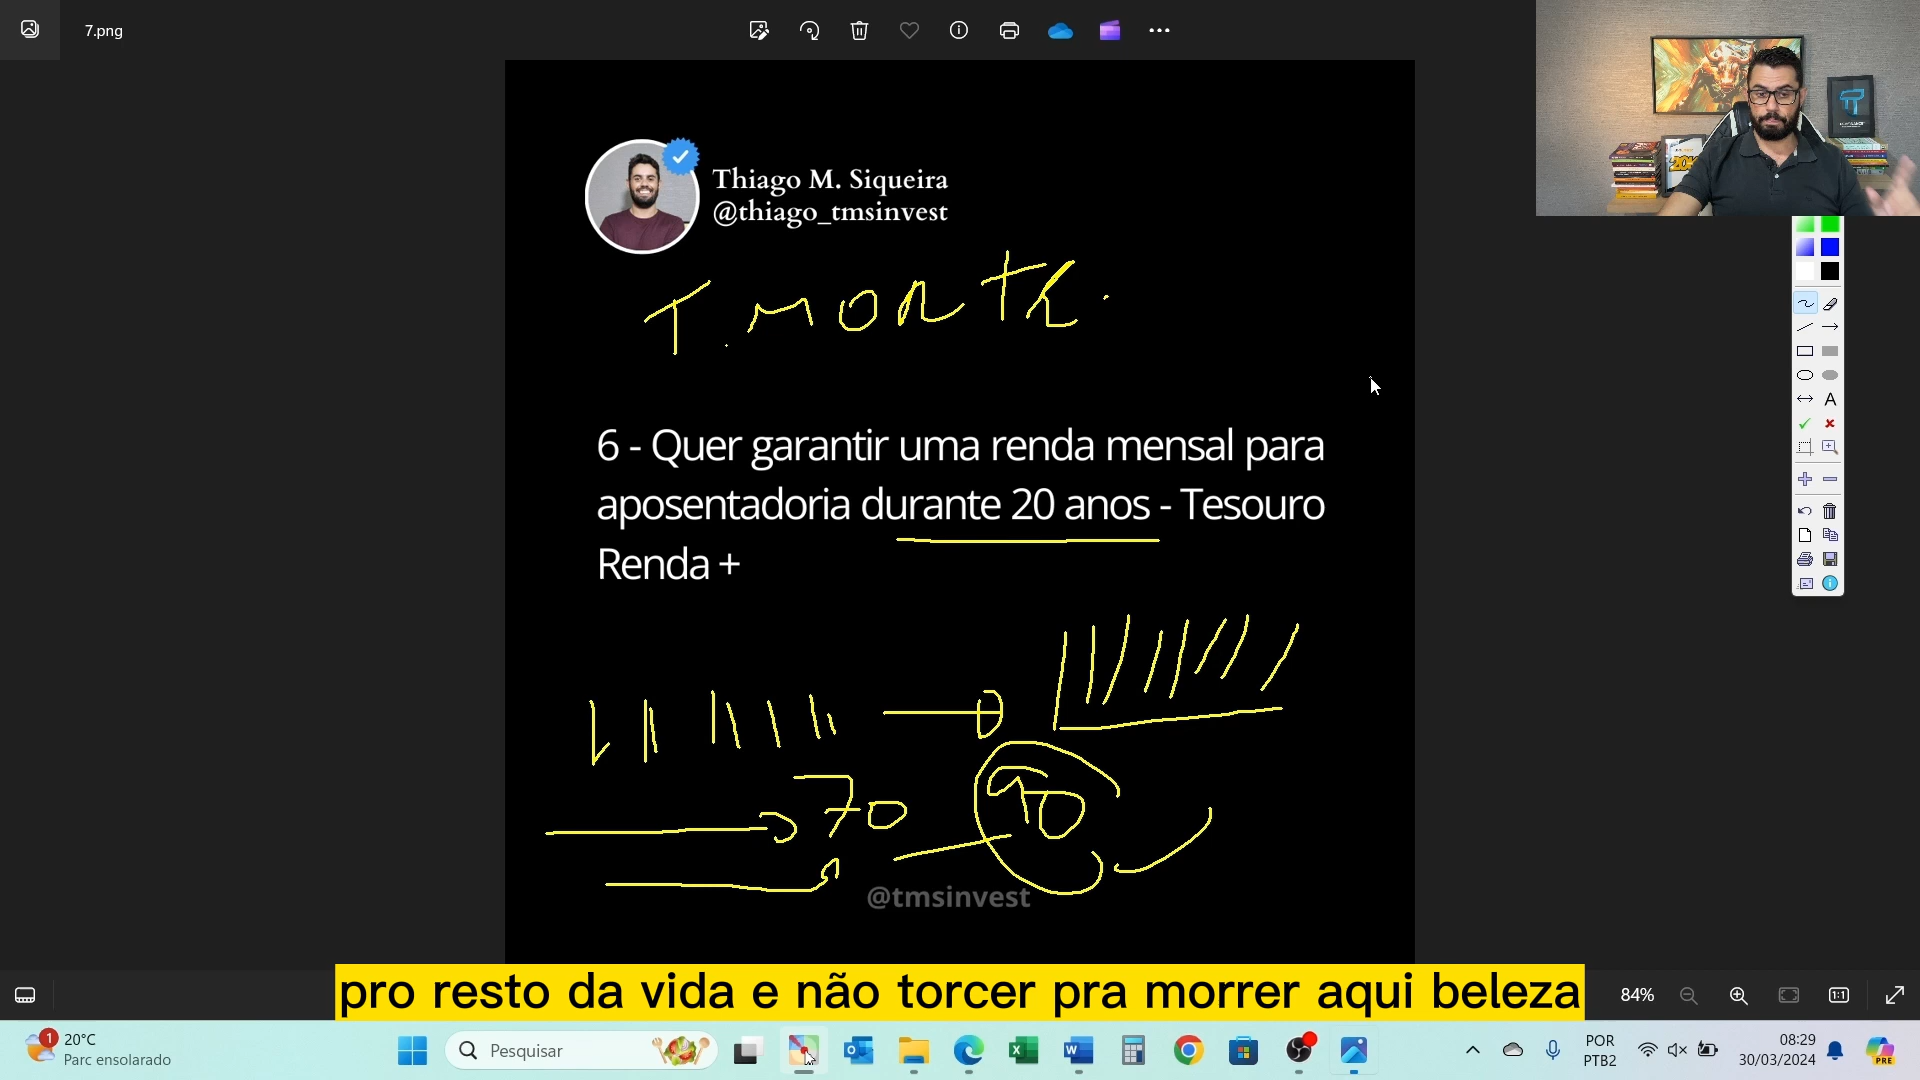 7.png
Thiago M. Siqueira
@thiago_tmsinvest
T. MORTE.
6 - Quer garantir uma renda mensal para
aposentadoria durante 20 anos - Tesouro
Renda +
70
90
@tmsinvest
pro resto da vida e não torcer pra morrer aqui beleza
84%
1
20°C
Parc ensolarado
Pesquisar
POR
PTB2
08:29
30/03/2024
PRE